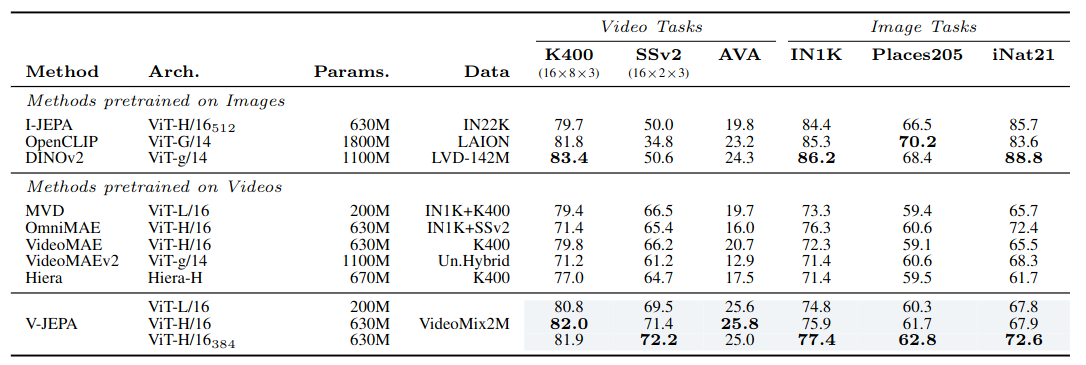 Video Tasks Image Tasks
K400 SSv2 AVA IN1K Places205 iNat21
Method Arch. Params. Data (16×8×3) (16×2×3)
Methods pretrained on Images
I-JEPA ViT-H/16512 630M IN22K 79.7 50.0 19.8 84.4 66.5 85.7
OpenCLIP ViT-G/14 1800M LAION 81.8 34.8 23.2 85.3 70.2 83.6
DINOv2 ViT-g/14 1100M LVD-142M 83.4 50.6 24.3 86.2 68.4 88.8
Methods pretrained on Videos
MVD ViT-L/16 200M IN1K+K400 79.4 66.5 19.7 73.3 59.4 65.7
OmniMAE ViT-H/16 630M IN1K+SSv2 71.4 65.4 16.0 76.3 60.6 72.4
VideoMAE ViT-H/16 630M K400 79.8 66.2 20.7 72.3 59.1 65.5
VideoMAEv2 ViT-g/14 1100M Un.Hybrid 71.2 61.2 12.9 71.4 60.6 68.3
Hiera Hiera-H 670M K400 77.0 64.7 17.5 71.4 59.5 61.7
ViT-L/16 200M 80.8 69.5 25.6 74.8 60.3 67.8
V-JEPA ViT-H/16 630M VideoMix2M 82.0 71.4 25.8 75.9 61.7 67.9
ViT-H/16384 630M 81.9 72.2 25.0 77.4 62.8 72.6